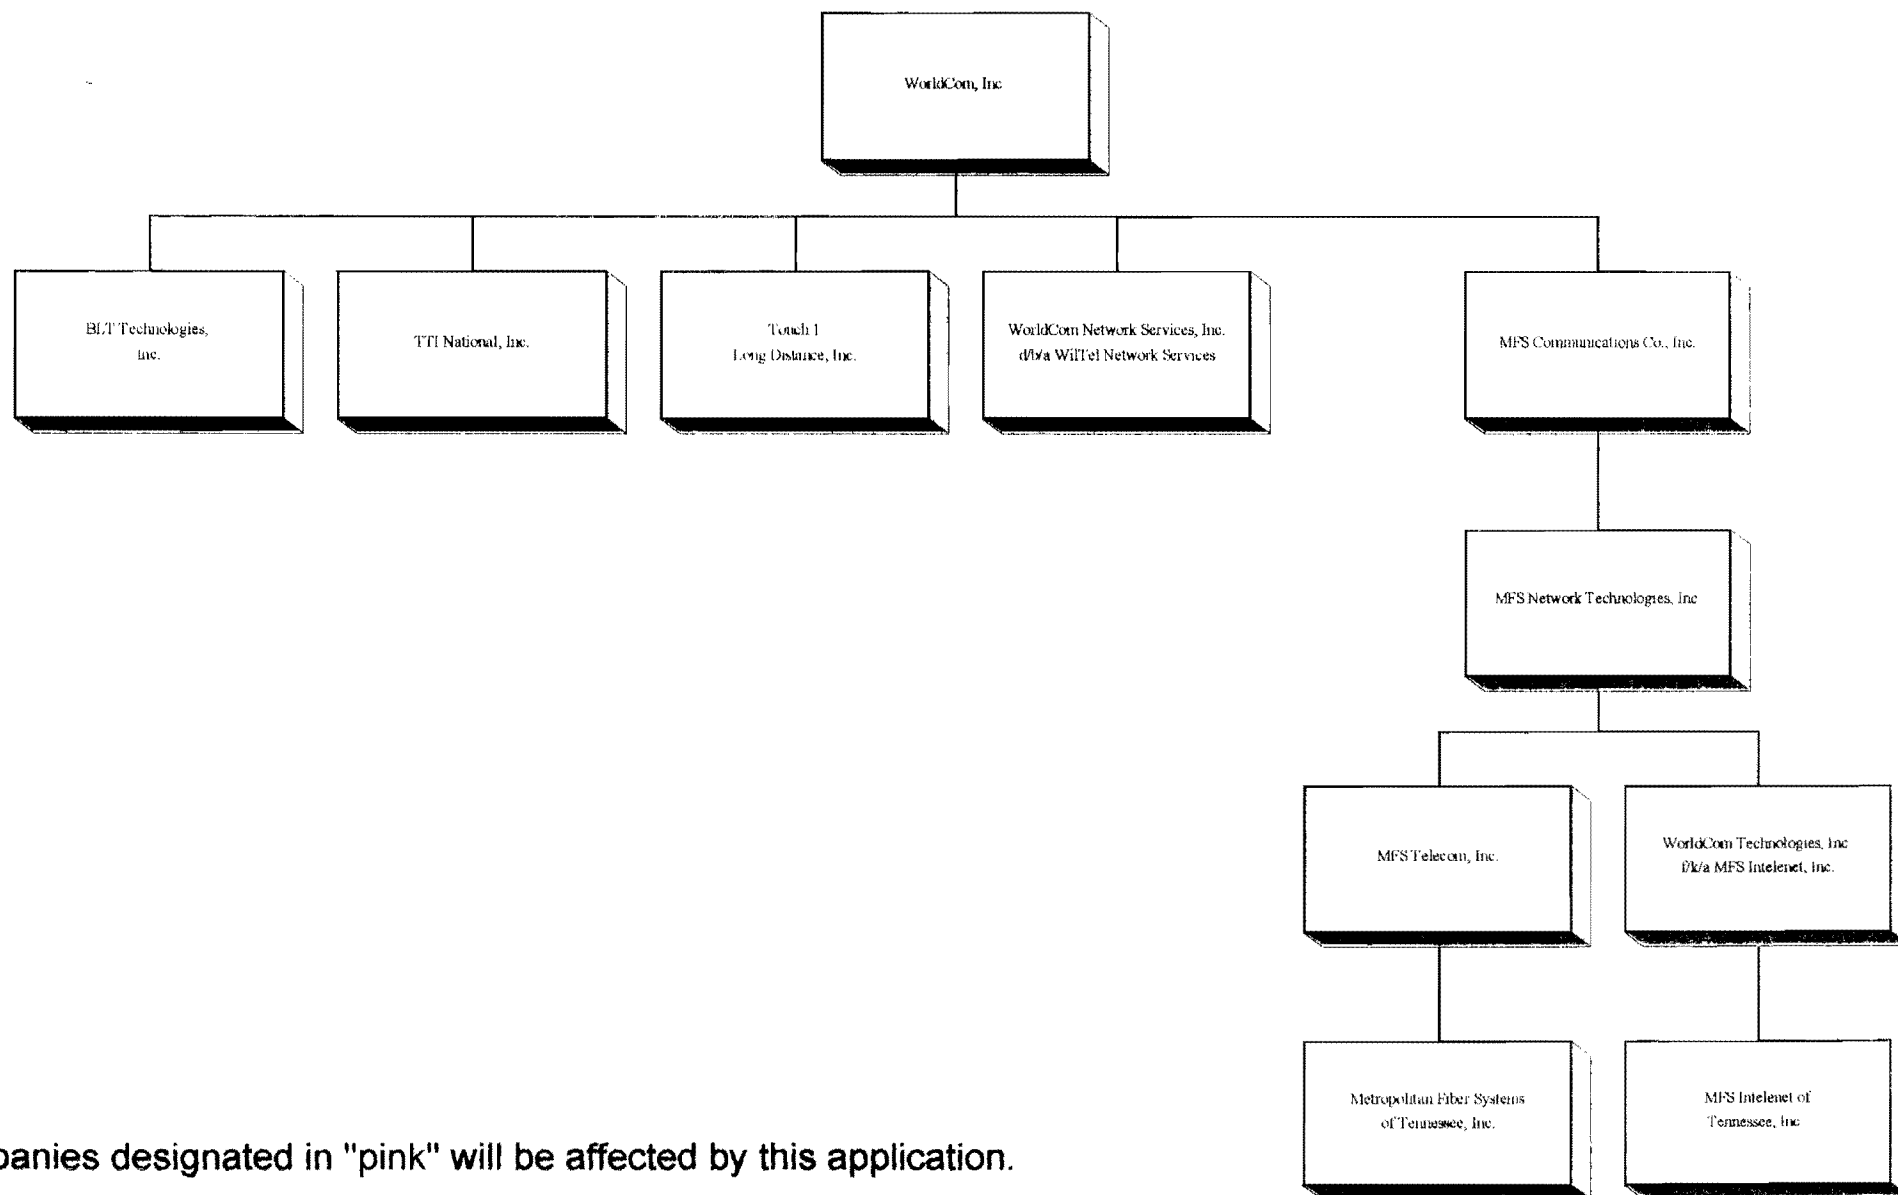 WorldCom, Inc
BLT Technologies,
Inc.
TTI National, Inc.
Touch 1
Long Distance, Inc.
WorldCom Network Services, Inc.
d/b/a WilTel Network Services
MFS Communications Co., Inc.
MFS Network Technologies, Inc
MFS Telecom, Inc.
WorldCom Technologies, Inc
f/k/a MFS Intelenet, Inc.
Metropolitan Fiber Systems
of Tennessee, Inc.
MFS Intelenet of
Tennessee, Inc
panies designated in "pink" will be affected by this application.